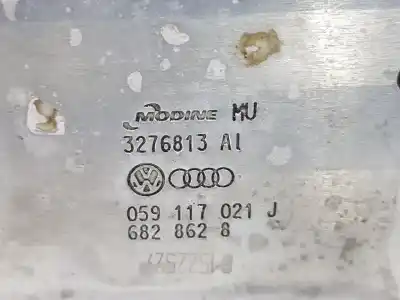 MODINE MU
3276813 AI
059 117 021 J
682 862 8